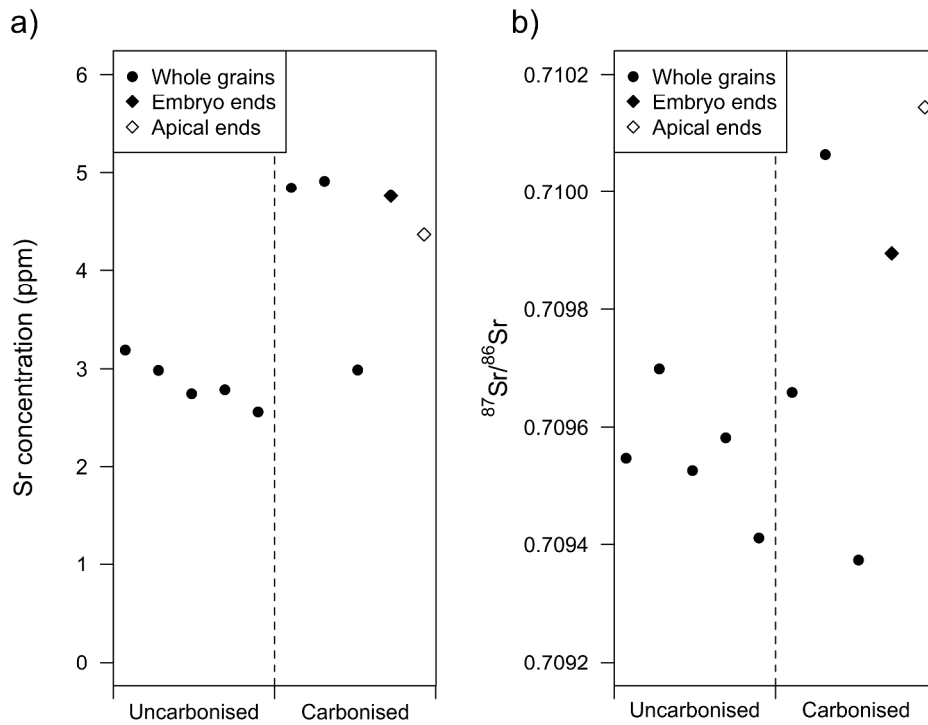 a)
Whole grains
Embryo ends
Apical ends
6
5
4
3
2
1
0
Sr concentration (ppm)
Uncarbonised
Carbonised
b)
Whole grains
Embryo ends
Apical ends
0.7102
0.7100
0.7098
0.7096
0.7094
0.7092
⁸⁷Sr/⁸⁶Sr
Uncarbonised
Carbonised